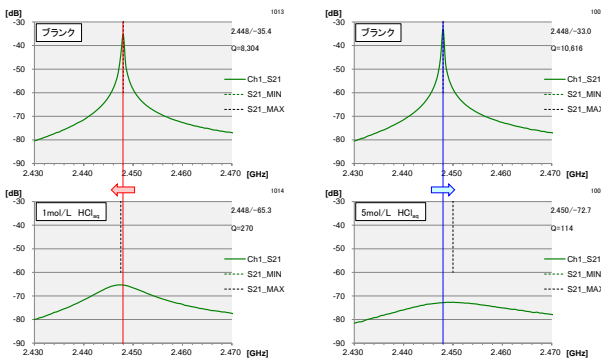 [dB]
1013
-30
-40
-50
-60
-70
-80
-90
ブランク
2.448/-35.4
Q=8,304
Ch1_S21
S21_MIN
S21_MAX
2.430
2.440
2.450
2.460
2.470
[GHz]
[dB]
-30
-40
-50
-60
-70
-80
-90
ブランク
2.448/-33.0
Q=10,616
Ch1_S21
S21_MIN
S21_MAX
2.430
2.440
2.450
2.460
2.470
[GHz]
[dB]
1014
-30
-40
-50
-60
-70
-80
-90
1mol/L HClaq
2.448/-65.3
Q=270
Ch1_S21
S21_MIN
S21_MAX
2.430
2.440
2.450
2.460
2.470
[GHz]
[dB]
-30
-40
-50
-60
-70
-80
-90
5mol/L HClaq
2.450/-72.7
Q=114
Ch1_S21
S21_MIN
S21_MAX
2.430
2.440
2.450
2.460
2.470
[GHz]